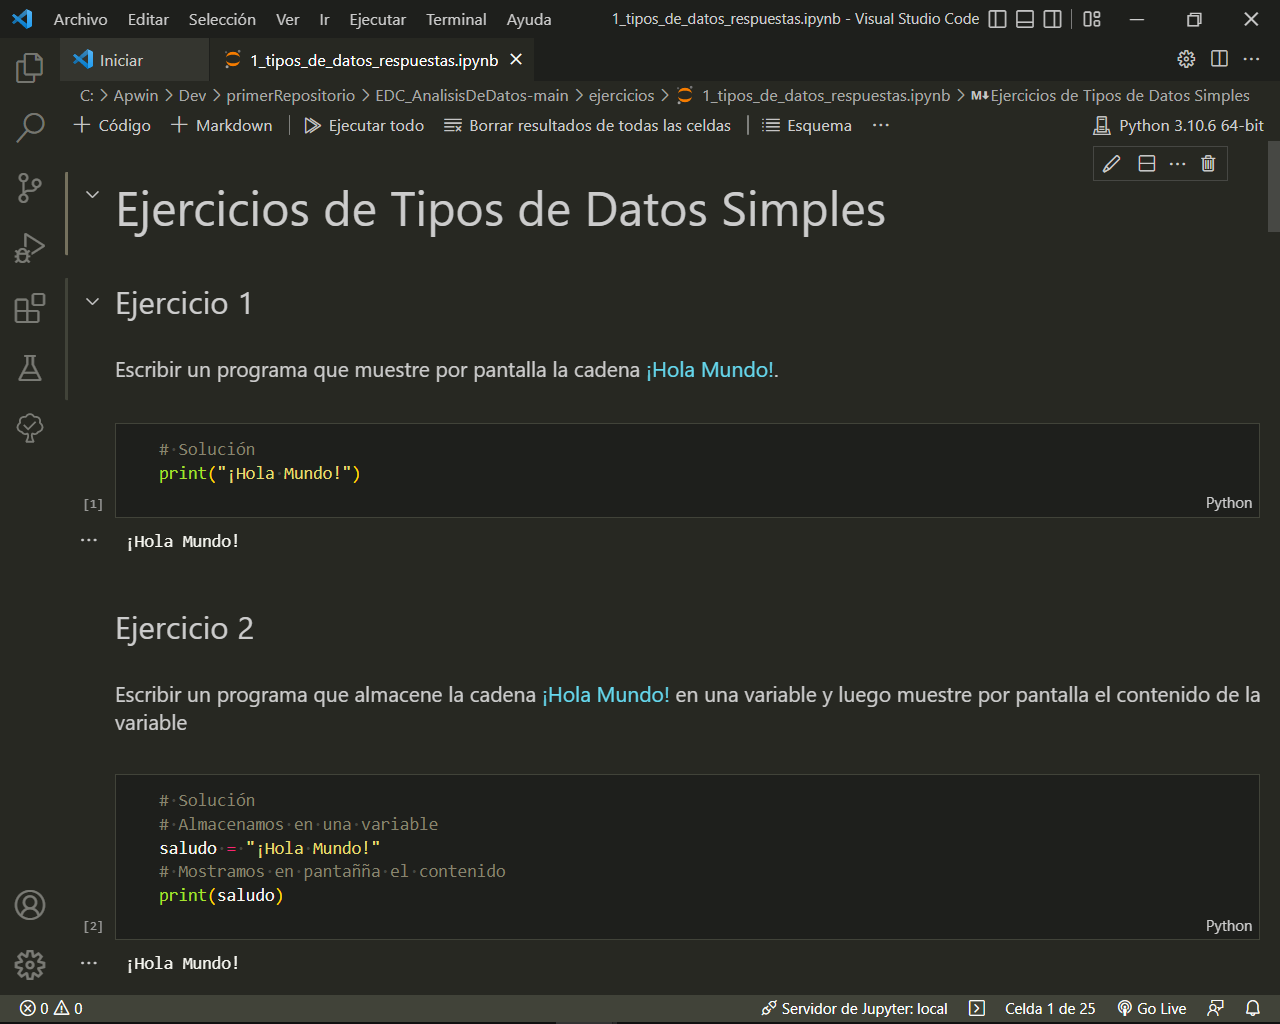 Archivo Editar Selección Ver Ir Ejecutar Terminal Ayuda 1_tipos_de_datos_respuestas.ipynb - Visual Studio Code
Iniciar 1_tipos_de_datos_respuestas.ipynb
C: > Apwin > Dev > primerRepositorio > EDC_AnalisisDeDatos-main > ejercicios > 1_tipos_de_datos_respuestas.ipynb > M↓Ejercicios de Tipos de Datos Simples
+ Código + Markdown Ejecutar todo Borrar resultados de todas las celdas Esquema ··· Python 3.10.6 64-bit
Ejercicios de Tipos de Datos Simples
Ejercicio 1
Escribir un programa que muestre por pantalla la cadena ¡Hola Mundo!.
# Solución
print("¡Hola Mundo!")
[1] Python
··· ¡Hola Mundo!
Ejercicio 2
Escribir un programa que almacene la cadena ¡Hola Mundo! en una variable y luego muestre por pantalla el contenido de la
variable
# Solución
# Almacenamos en una variable
saludo = "¡Hola Mundo!"
# Mostramos en pantañña el contenido
print(saludo)
[2] Python
··· ¡Hola Mundo!
0 0 Servidor de Jupyter: local Celda 1 de 25 Go Live